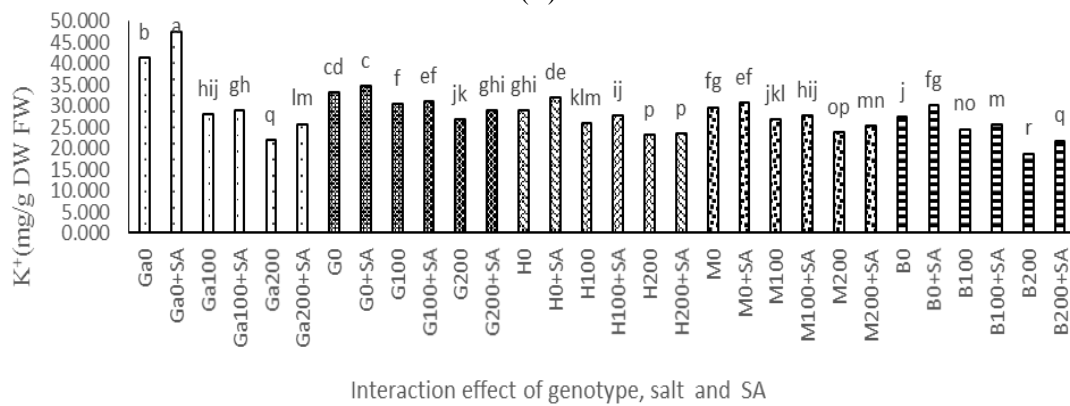 K+(mg/g DW FW)
50.000
45.000
40.000
35.000
30.000
25.000
20.000
15.000
10.000
5.000
0.000
b a hij gh q lm cd c f ef jk ghi ghi de klm ij p p fg ef jkl hij op mn j fg no m r q
Ga0 Ga0+SA Ga100 Ga100+SA Ga200 Ga200+SA G0 G0+SA G100 G100+SA G200 G200+SA H0 H0+SA H100 H100+SA H200 H200+SA M0 M0+SA M100 M100+SA M200 M200+SA B0 B0+SA B100 B100+SA B200 B200+SA
Interaction effect of genotype, salt and SA